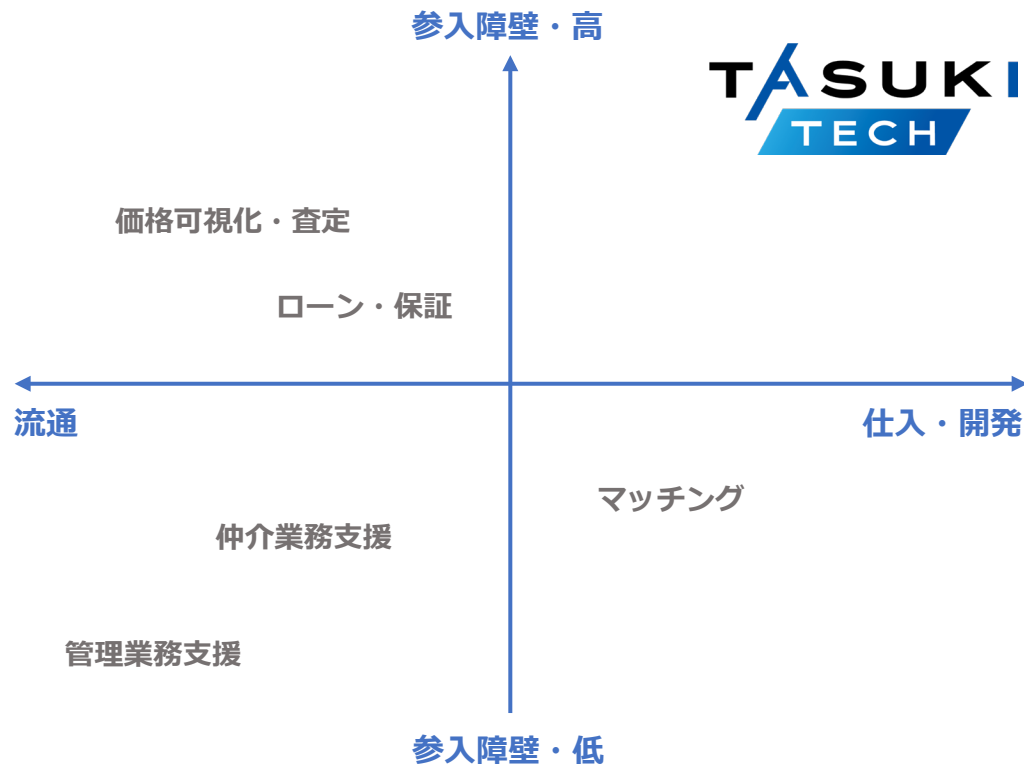 参入障壁・高
TASUKI
TECH
価格可視化・査定
ローン・保証
流通
仕入・開発
マッチング
仲介業務支援
管理業務支援
参入障壁・低